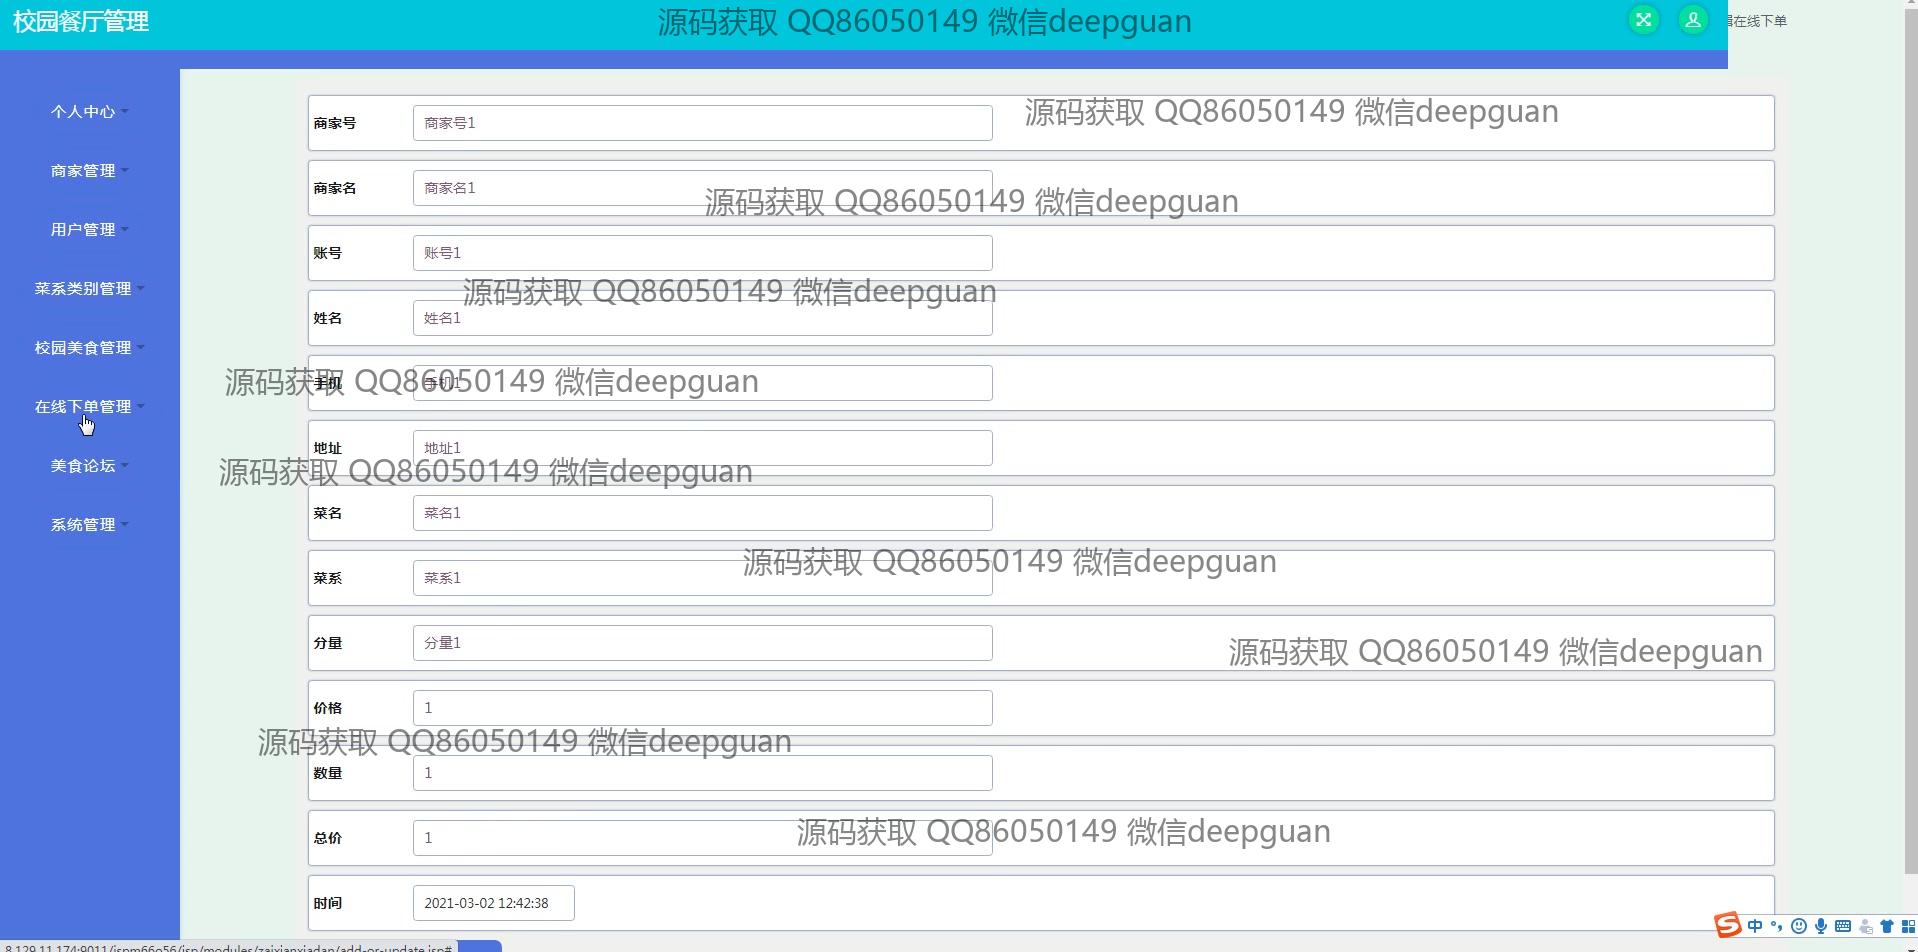 校园餐厅管理
源码获取 QQ86050149 微信deepguan
在线下单
个人中心
商家管理
用户管理
菜系类别管理
校园美食管理
在线下单管理
美食论坛
系统管理
商家号 商家号1
源码获取 QQ86050149 微信deepguan
商家名 商家名1
源码获取 QQ86050149 微信deepguan
账号 账号1
源码获取 QQ86050149 微信deepguan
姓名 姓名1
手机 手机1
源码获取 QQ86050149 微信deepguan
地址 地址1
源码获取 QQ86050149 微信deepguan
菜名 菜名1
源码获取 QQ86050149 微信deepguan
菜系 菜系1
分量 分量1
源码获取 QQ86050149 微信deepguan
价格 1
源码获取 QQ86050149 微信deepguan
数量 1
总价 1
源码获取 QQ86050149 微信deepguan
时间 2021-03-02 12:42:38
中
8.129.11.174:9011/jspm66o56/jsp/modules/zaixianxiadan/add-or-update.jsp#